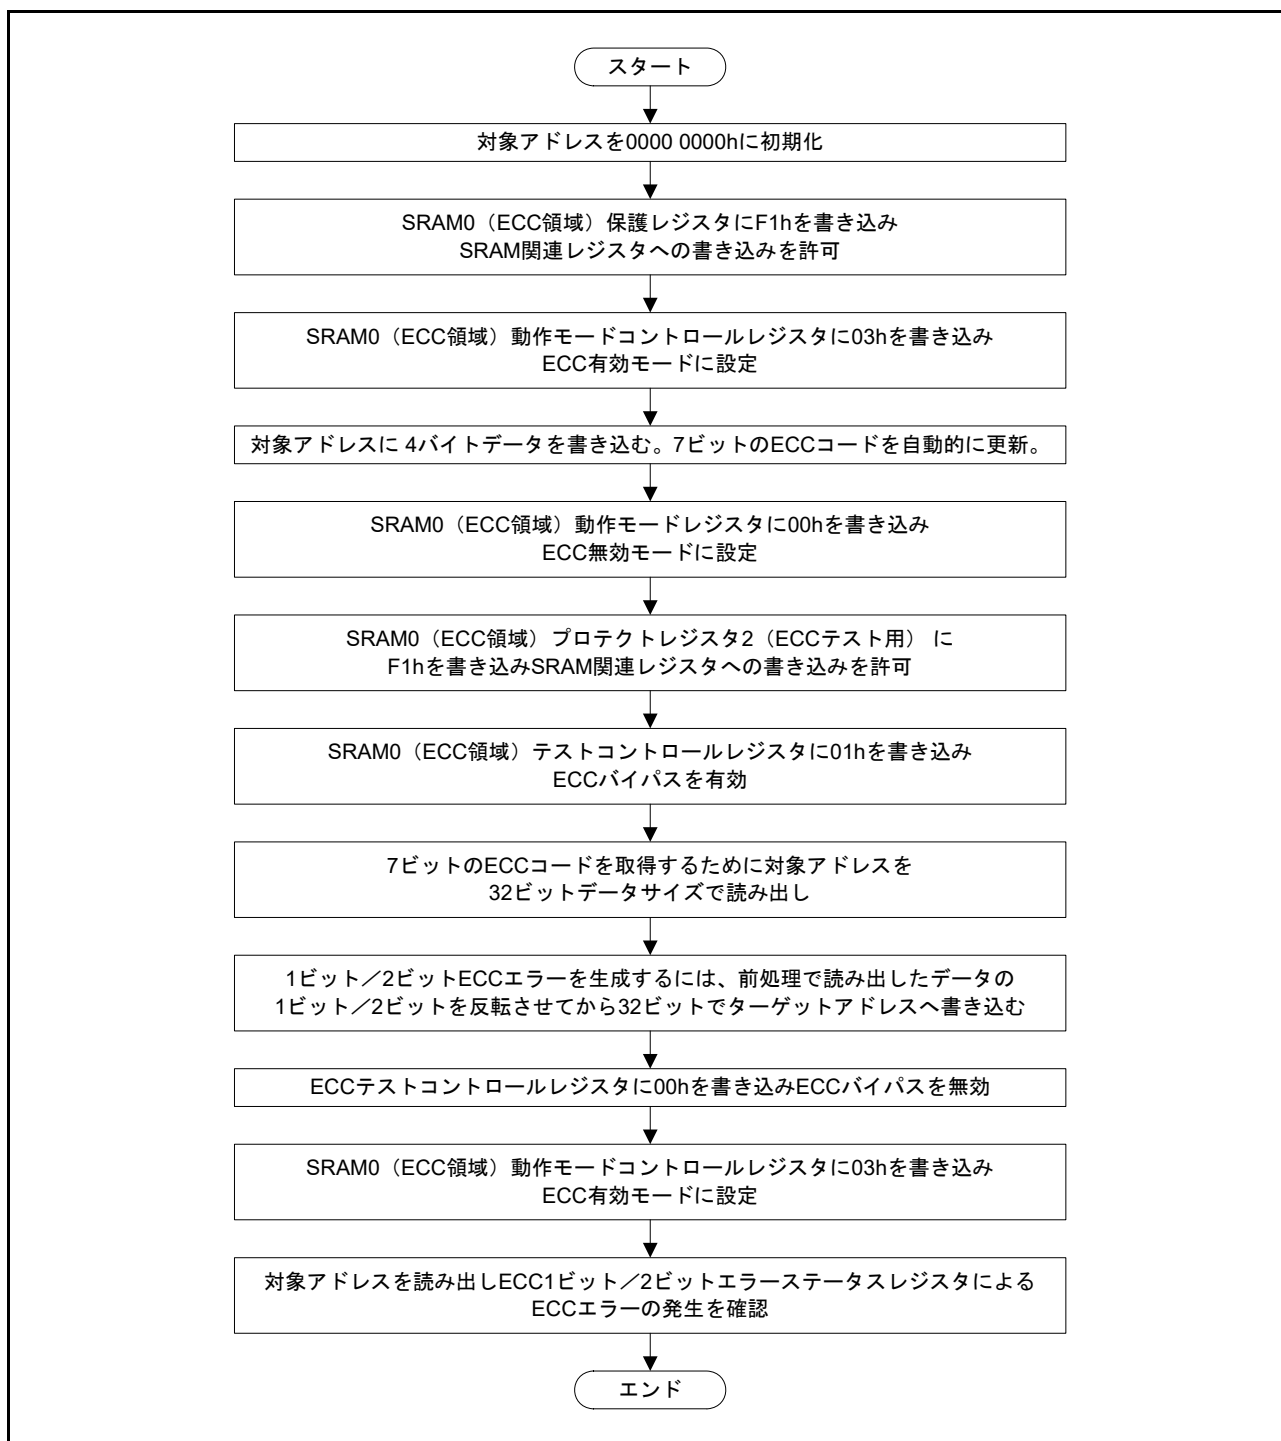 スタート
対象アドレスを0000 0000hに初期化
SRAM0（ECC領域）保護レジスタにF1hを書き込み
SRAM関連レジスタへの書き込みを許可
SRAM0（ECC領域）動作モードコントロールレジスタに03hを書き込み
ECC有効モードに設定
対象アドレスに 4バイトデータを書き込む。7ビットのECCコードを自動的に更新。
SRAM0（ECC領域）動作モードレジスタに00hを書き込み
ECC無効モードに設定
SRAM0（ECC領域）プロテクトレジスタ2（ECCテスト用） に
F1hを書き込みSRAM関連レジスタへの書き込みを許可
SRAM0（ECC領域）テストコントロールレジスタに01hを書き込み
ECCバイパスを有効
7ビットのECCコードを取得するために対象アドレスを
32ビットデータサイズで読み出し
1ビット／2ビットECCエラーを生成するには、前処理で読み出したデータの
1ビット／2ビットを反転させてから32ビットでターゲットアドレスへ書き込む
ECCテストコントロールレジスタに00hを書き込みECCバイパスを無効
SRAM0（ECC領域）動作モードコントロールレジスタに03hを書き込み
ECC有効モードに設定
対象アドレスを読み出しECC1ビット／2ビットエラーステータスレジスタによる
ECCエラーの発生を確認
エンド